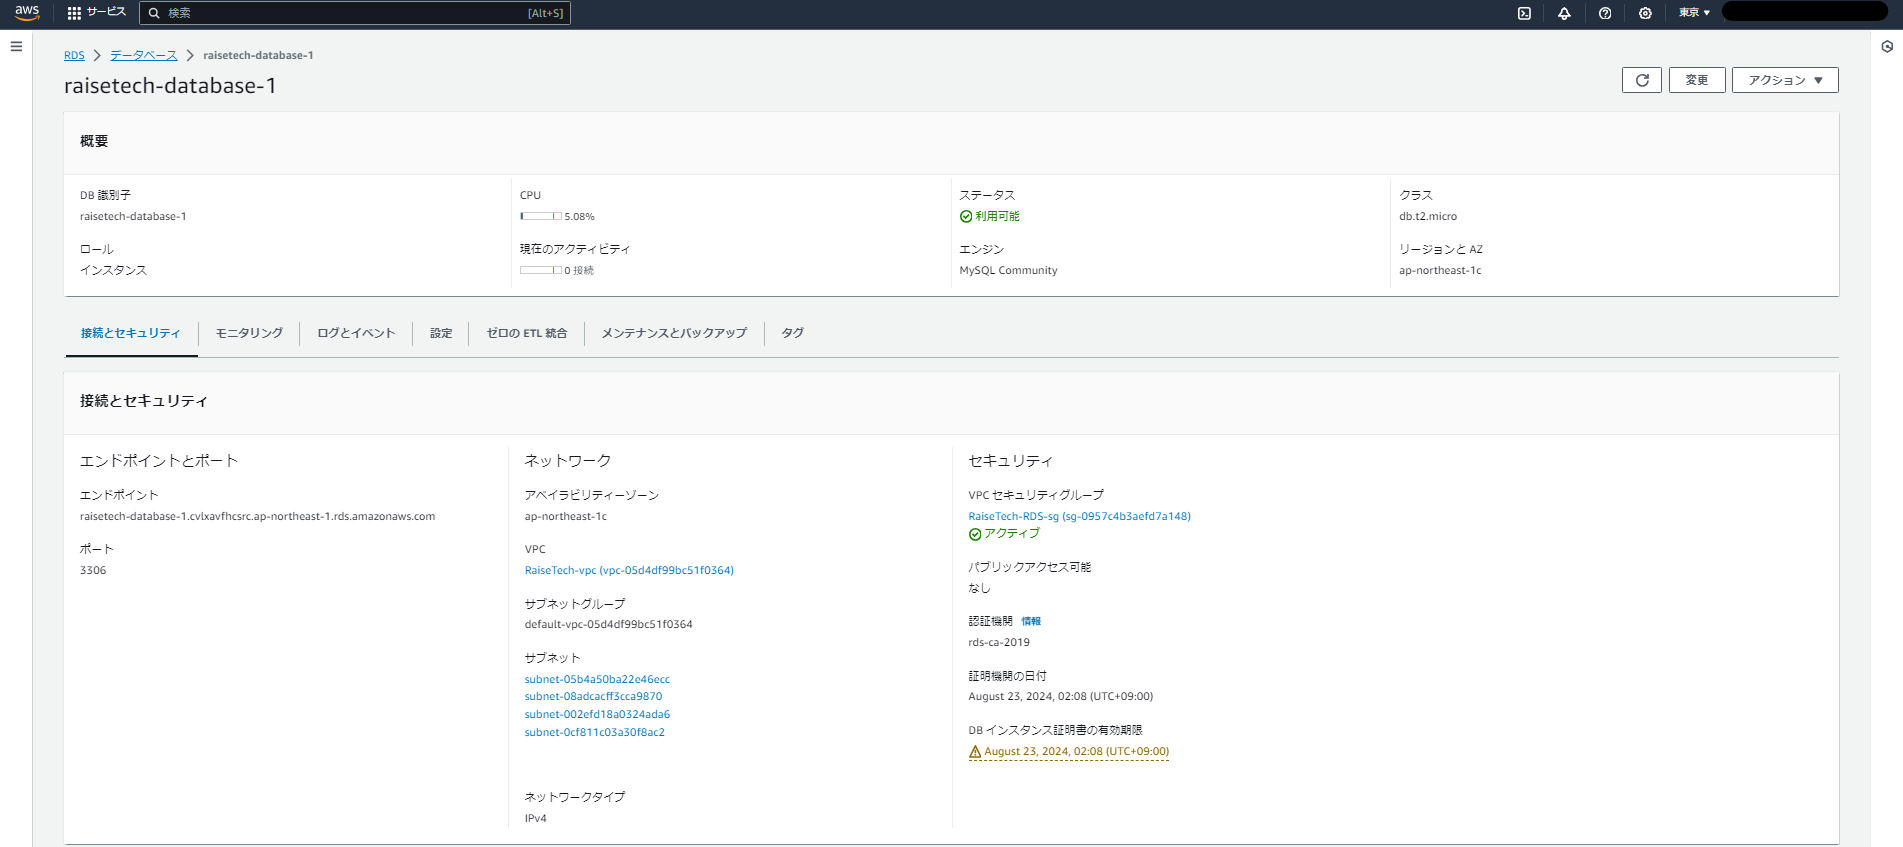 aws
サービス
検索
[Alt+S]
東京 ▼
RDS > データベース > raisetech-database-1
raisetech-database-1
変更
アクション ▼
概要
DB 識別子
raisetech-database-1
CPU
5.08%
ステータス
利用可能
クラス
db.t2.micro
ロール
インスタンス
現在のアクティビティ
0 接続
エンジン
MySQL Community
リージョンと AZ
ap-northeast-1c
接続とセキュリティ
モニタリング
ログとイベント
設定
ゼロの ETL 統合
メンテナンスとバックアップ
タグ
接続とセキュリティ
エンドポイントとポート
エンドポイント
raisetech-database-1.cvlxavfhcsrc.ap-northeast-1.rds.amazonaws.com
ポート
3306
ネットワーク
アベイラビリティーゾーン
ap-northeast-1c
VPC
RaiseTech-vpc (vpc-05d4df99bc51f0364)
サブネットグループ
default-vpc-05d4df99bc51f0364
サブネット
subnet-05b4a50ba22e46ecc
subnet-08adcacff3cca9870
subnet-002efd18a0324ada6
subnet-0cf811c03a30f8ac2
ネットワークタイプ
IPv4
セキュリティ
VPC セキュリティグループ
RaiseTech-RDS-sg (sg-0957c4b3aefd7a148)
アクティブ
パブリックアクセス可能
なし
認証機関 情報
rds-ca-2019
証明機関の日付
August 23, 2024, 02:08 (UTC+09:00)
DB インスタンス証明書の有効期限
August 23, 2024, 02:08 (UTC+09:00)